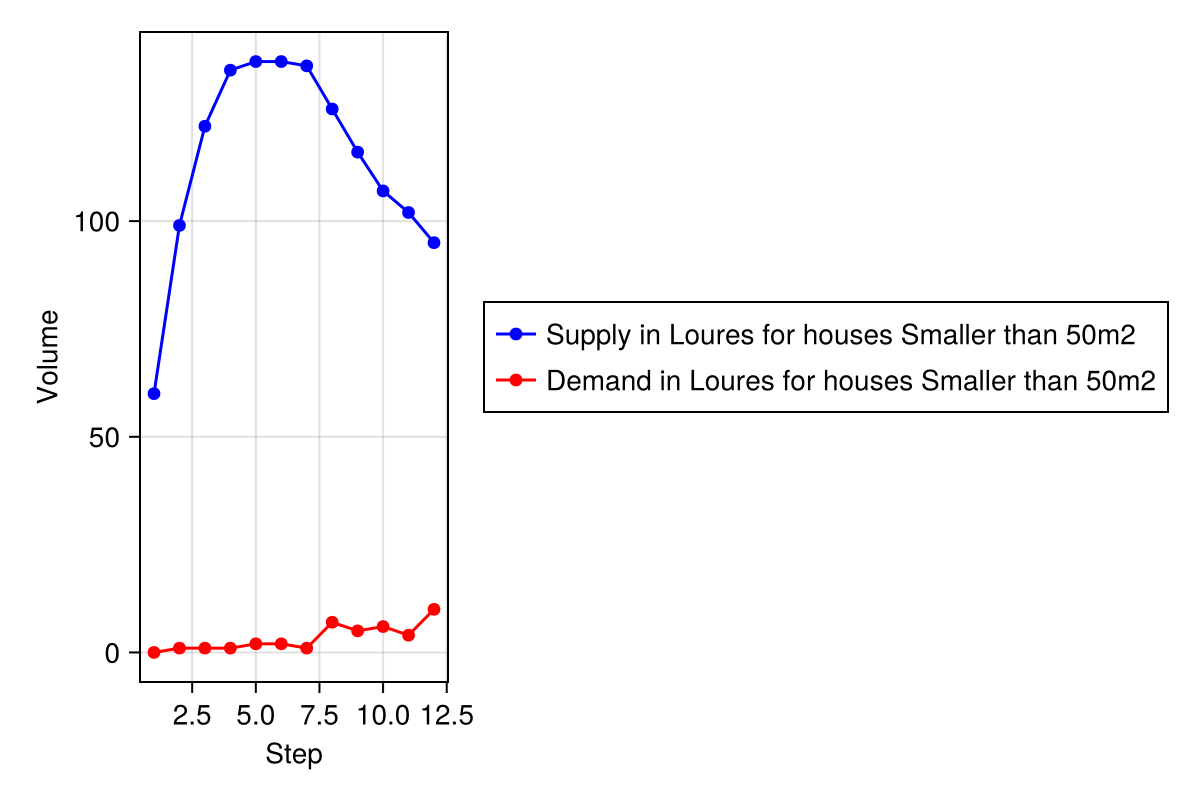 100
50
0
Volume
2.5 5.0 7.5 10.0 12.5
Step
Supply in Loures for houses Smaller than 50m2
Demand in Loures for houses Smaller than 50m2